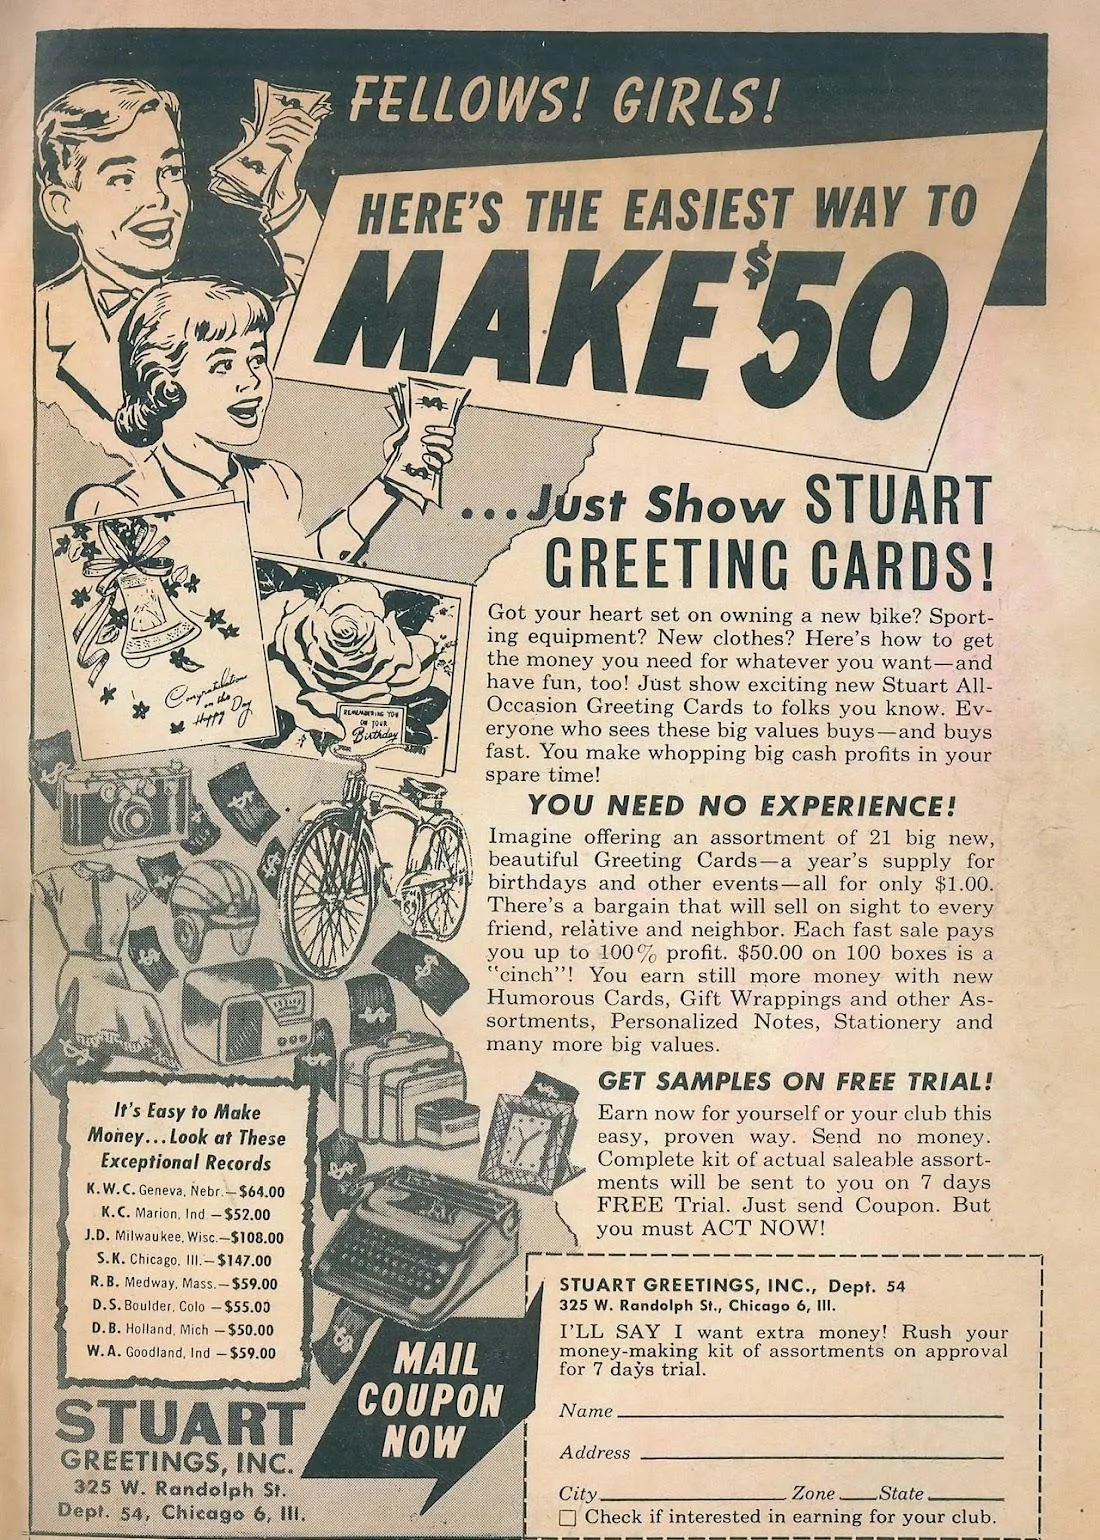 FELLOWS! GIRLS!
HERE'S THE EASIEST WAY TO
MAKE $50
...Just Show STUART
GREETING CARDS!
Congratulations
on this
Happy Day
REMEMBERING YOU
ON YOUR
Birthday
Got your heart set on owning a new bike? Sport-
ing equipment? New clothes? Here's how to get
the money you need for whatever you want—and
have fun, too! Just show exciting new Stuart All-
Occasion Greeting Cards to folks you know. Ev-
eryone who sees these big values buys—and buys
fast. You make whopping big cash profits in your
spare time!
YOU NEED NO EXPERIENCE!
Imagine offering an assortment of 21 big new,
beautiful Greeting Cards—a year's supply for
birthdays and other events—all for only $1.00.
There's a bargain that will sell on sight to every
friend, relative and neighbor. Each fast sale pays
you up to 100% profit. $50.00 on 100 boxes is a
"cinch"! You earn still more money with new
Humorous Cards, Gift Wrappings and other As-
sortments, Personalized Notes, Stationery and
many more big values.
GET SAMPLES ON FREE TRIAL!
Earn now for yourself or your club this
easy, proven way. Send no money.
Complete kit of actual saleable assort-
ments will be sent to you on 7 days
FREE Trial. Just send Coupon. But
you must ACT NOW!
It's Easy to Make
Money...Look at These
Exceptional Records
K.W.C. Geneva, Nebr.—$64.00
K.C. Marion, Ind —$52.00
J.D. Milwaukee, Wisc.—$108.00
S.K. Chicago, Ill.—$147.00
R.B. Medway, Mass.—$59.00
D.S. Boulder, Colo —$55.00
D.B. Holland, Mich —$50.00
W.A. Goodland, Ind —$59.00
STUART
GREETINGS, INC.
325 W. Randolph St.
Dept. 54, Chicago 6, Ill.
MAIL
COUPON
NOW
STUART GREETINGS, INC., Dept. 54
325 W. Randolph St., Chicago 6, Ill.
I'LL SAY I want extra money! Rush your
money-making kit of assortments on approval
for 7 days trial.
Name
Address
City Zone State
Check if interested in earning for your club.